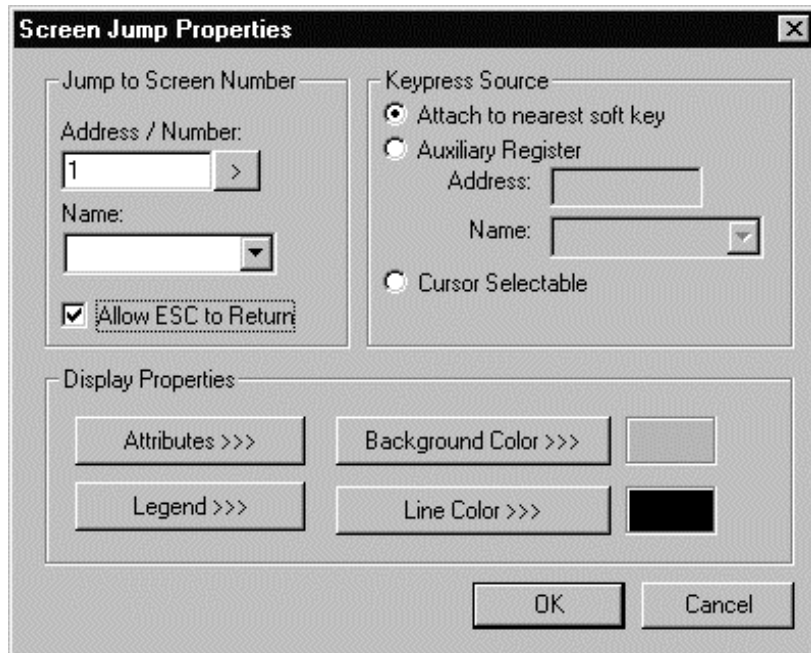 Screen Jump Properties
Jump to Screen Number
Address / Number:
1 >
Name:
Allow ESC to Return
Keypress Source
Attach to nearest soft key
Auxiliary Register
Address:
Name:
Cursor Selectable
Display Properties
Attributes >>>
Background Color >>>
Legend >>>
Line Color >>>
OK
Cancel